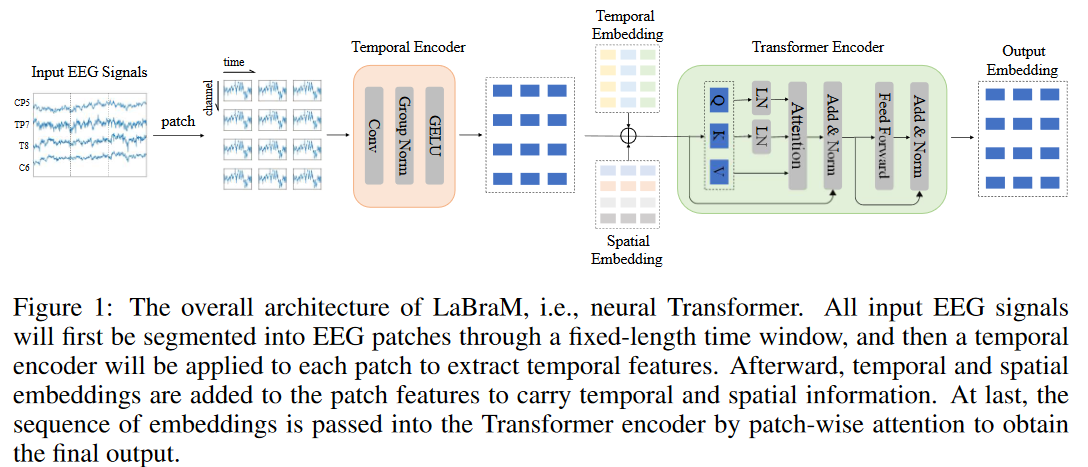 Input EEG Signals
CP5
TP7
T8
C6
patch
time
channel
Temporal Encoder
Conv
Group Norm
GELU
Temporal
Embedding
Spatial
Embedding
Transformer Encoder
Q
K
V
LN
LN
Attention
Add & Norm
Feed Forward
Add & Norm
Output
Embedding
Figure 1: The overall architecture of LaBraM, i.e., neural Transformer. All input EEG signals
will first be segmented into EEG patches through a fixed-length time window, and then a temporal
encoder will be applied to each patch to extract temporal features. Afterward, temporal and spatial
embeddings are added to the patch features to carry temporal and spatial information. At last, the
sequence of embeddings is passed into the Transformer encoder by patch-wise attention to obtain
the final output.